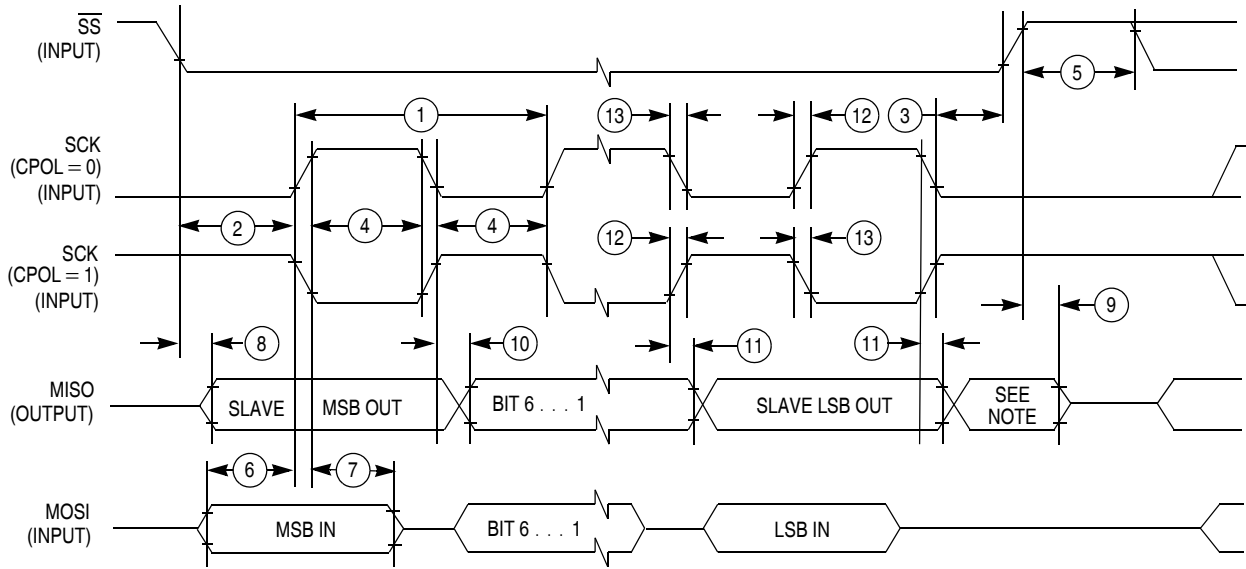 SS
(INPUT)
5
1
13
12
3
SCK
(CPOL = 0)
(INPUT)
2
4
4
12
13
SCK
(CPOL = 1)
(INPUT)
9
8
10
11
11
MISO
(OUTPUT)
SLAVE
MSB OUT
BIT 6 . . . 1
SLAVE LSB OUT
SEE
NOTE
6
7
MOSI
(INPUT)
MSB IN
BIT 6 . . . 1
LSB IN